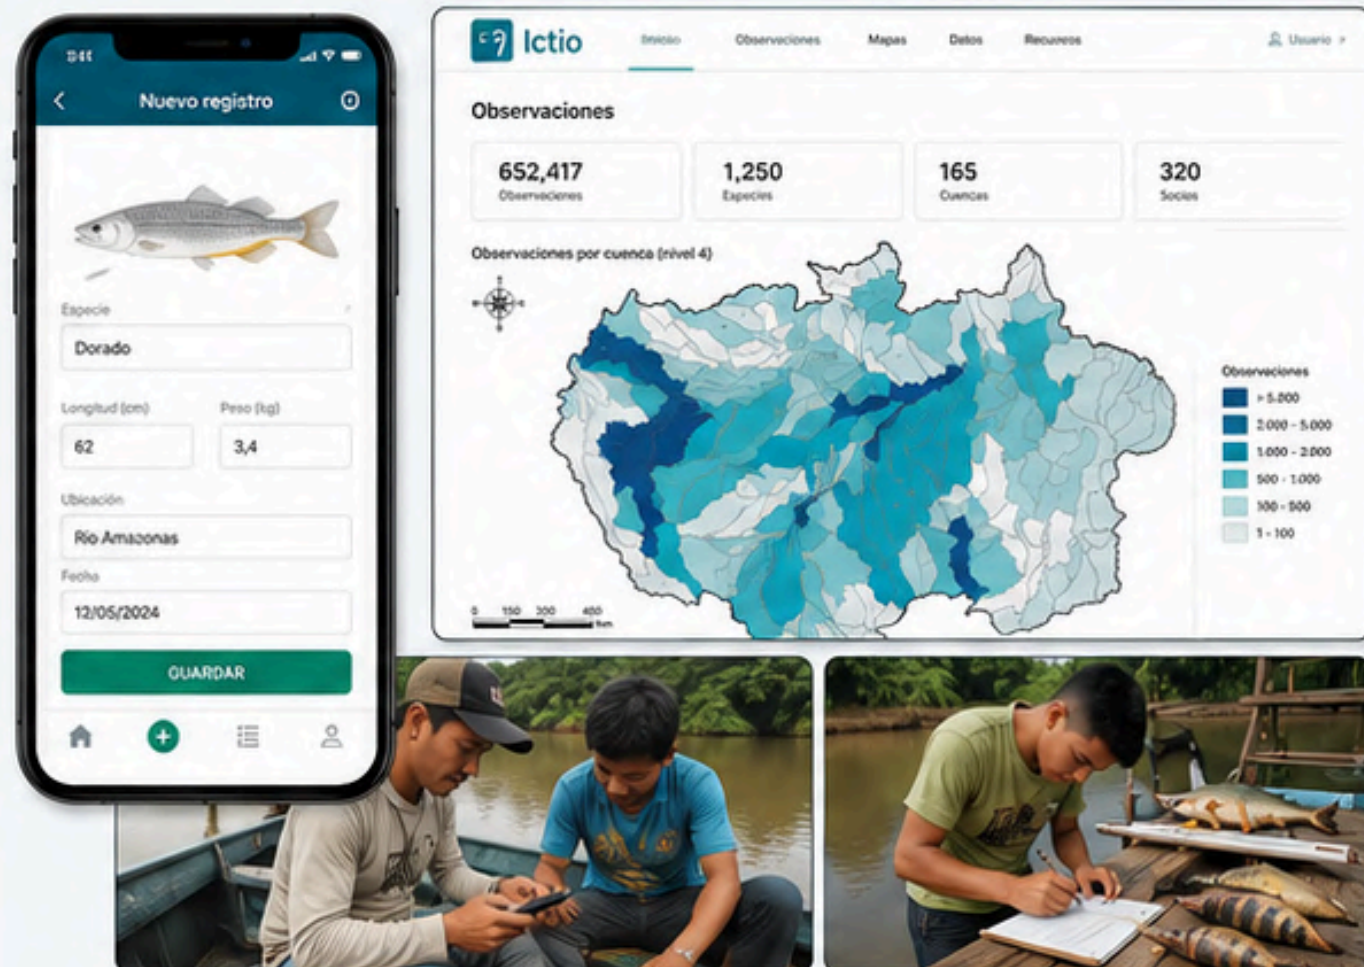 Nuevo registro
Especie
Dorado
Longitud (cm) Peso (kg)
62 3,4
Ubicación
Río Amazonas
Fecha
12/05/2024
GUARDAR
Ictio
Observaciones Mapas Datos
Usuario
Observaciones
652,417 1,250 165 320
Observaciones Especies Cuencas Socios
Observaciones por cuenca (nivel 4)
Observaciones
> 5.000
2.000 - 5.000
1.000 - 2.000
500 - 1.000
100 - 500
1 - 100
0 150 300 450